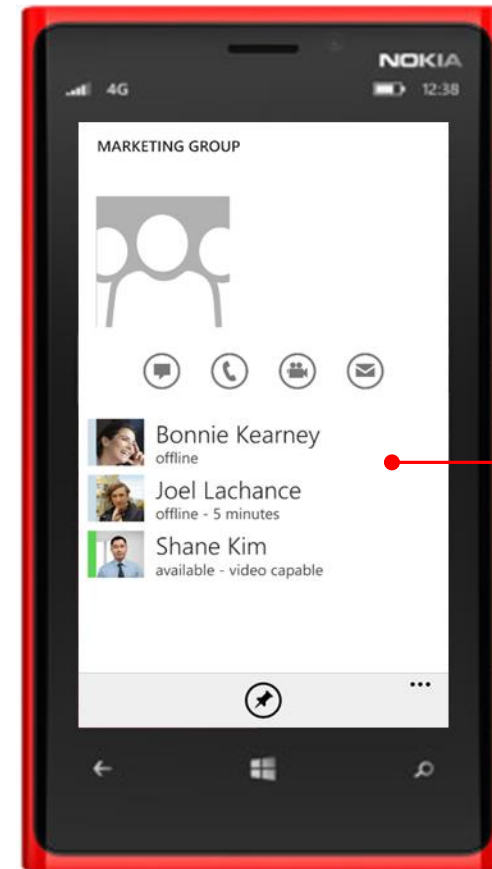 NOKIA
4G 12:38
MARKETING GROUP
Bonnie Kearney
offline
Joel Lachance
offline - 5 minutes
Shane Kim
available - video capable